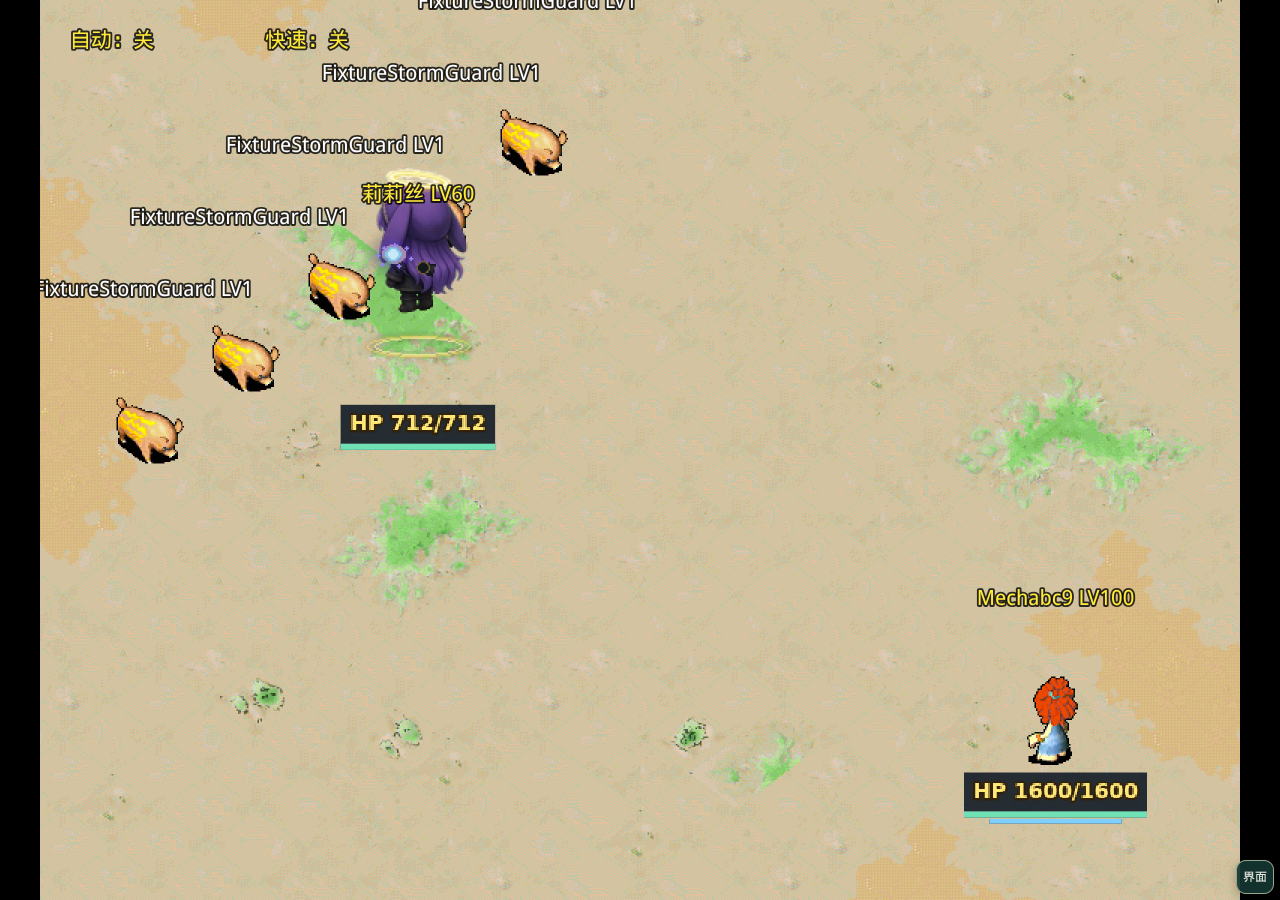 FixtureStormGuard LV1
自动：关
快速：关
FixtureStormGuard LV1
FixtureStormGuard LV1
莉莉丝 LV60
FixtureStormGuard LV1
FixtureStormGuard LV1
HP 712/712
Mechabc9 LV100
HP 1600/1600
界面